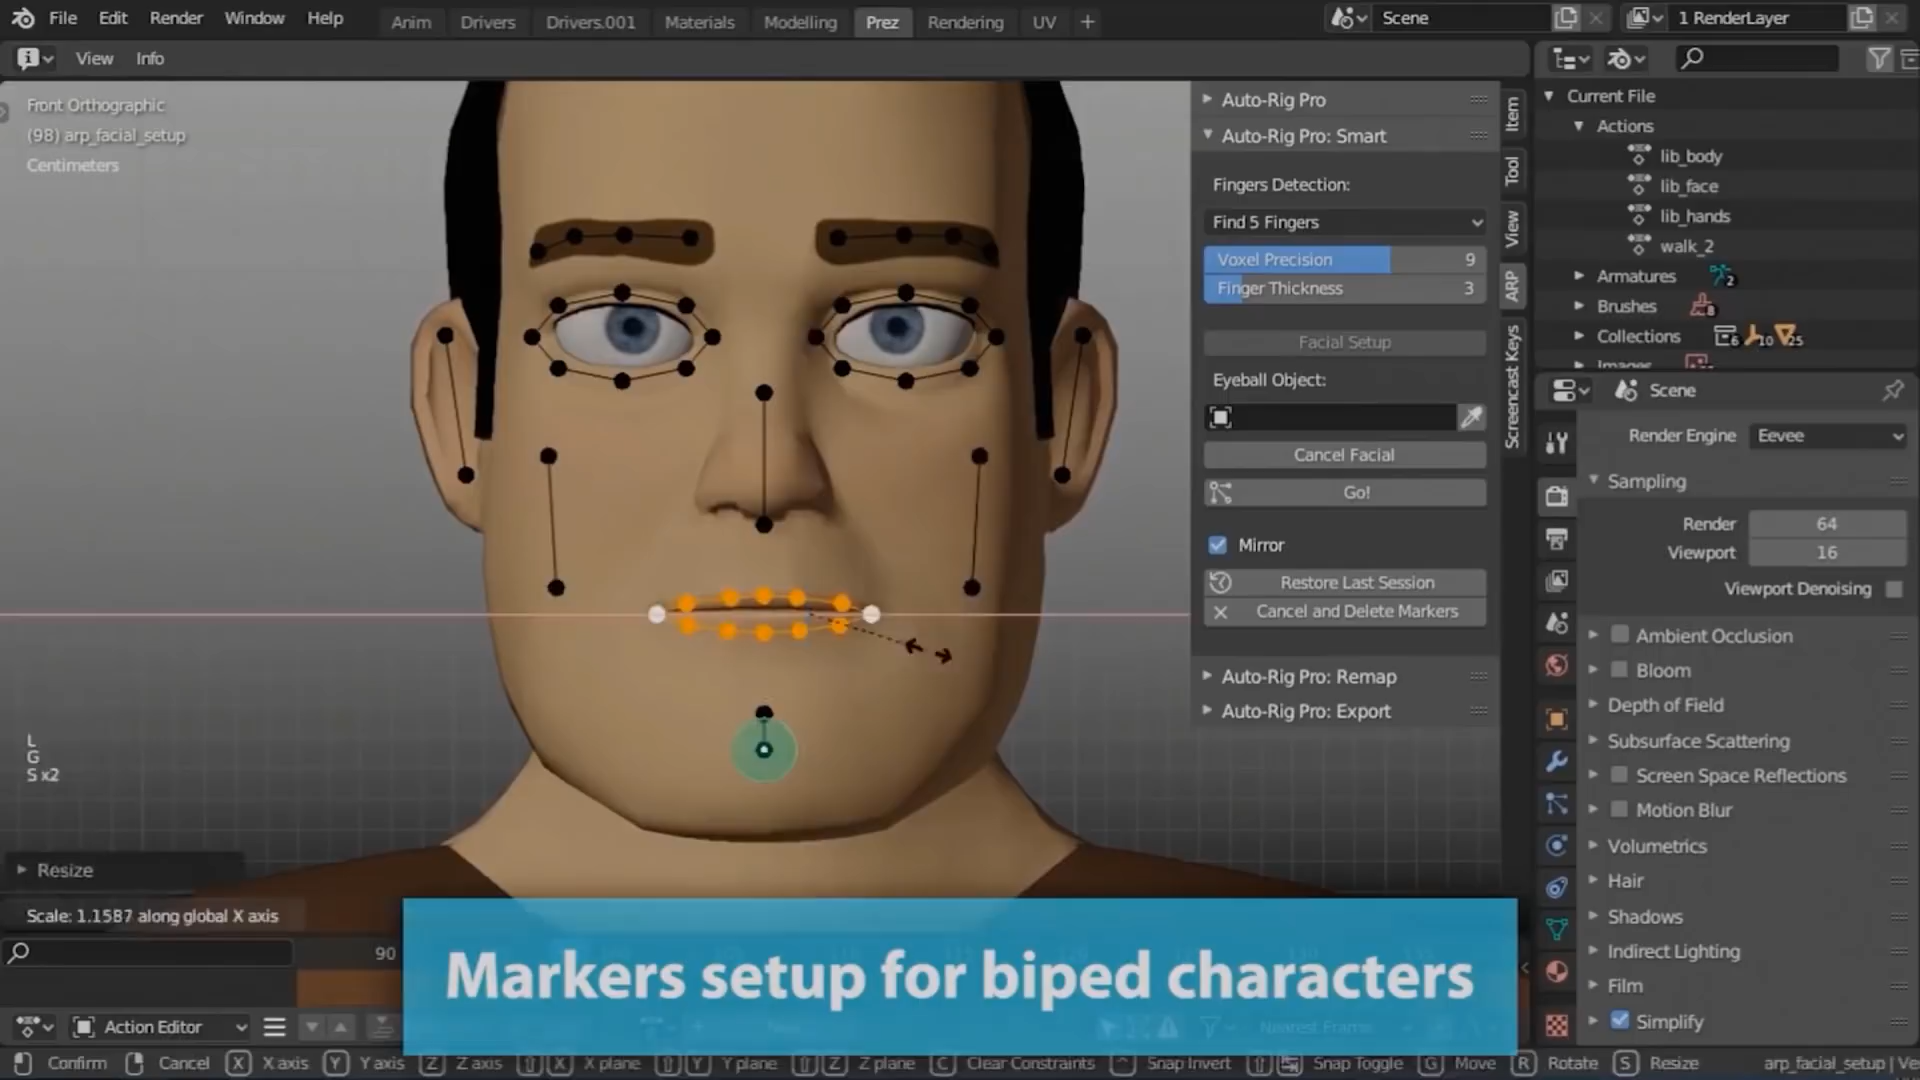 File Edit Render Window Help
Anim Drivers Drivers.001 Materials Modelling Prez Rendering UV +
Scene
1 RenderLayer
View Info
Front Orthographic
(98) arp_facial_setup
Centimeters
Auto-Rig Pro
Auto-Rig Pro: Smart
Fingers Detection:
Find 5 Fingers
Voxel Precision 9
Finger Thickness 3
Facial Setup
Eyeball Object:
Cancel Facial
Go!
Mirror
Restore Last Session
Cancel and Delete Markers
Auto-Rig Pro: Remap
Auto-Rig Pro: Export
Item
Tool
View
ARP
Screencast Keys
Current File
Actions
lib_body
lib_face
lib_hands
walk_2
Armatures 2
Brushes 8
Collections 6 10 25
Images
Scene
Render Engine Eevee
Sampling
Render 64
Viewport 16
Viewport Denoising
Ambient Occlusion
Bloom
Depth of Field
Subsurface Scattering
Screen Space Reflections
Motion Blur
Volumetrics
Hair
Shadows
Indirect Lighting
Film
Simplify
L
G
S x2
Resize
Scale: 1.1587 along global X axis
90
Markers setup for biped characters
Action Editor
Nearest Frame
Confirm Cancel X X axis Y Y axis Z Z axis X X plane Y Y plane Z Z plane C Clear Constraints Snap Invert Snap Toggle G Move R Rotate S Resize arp_facial_setup | Ve